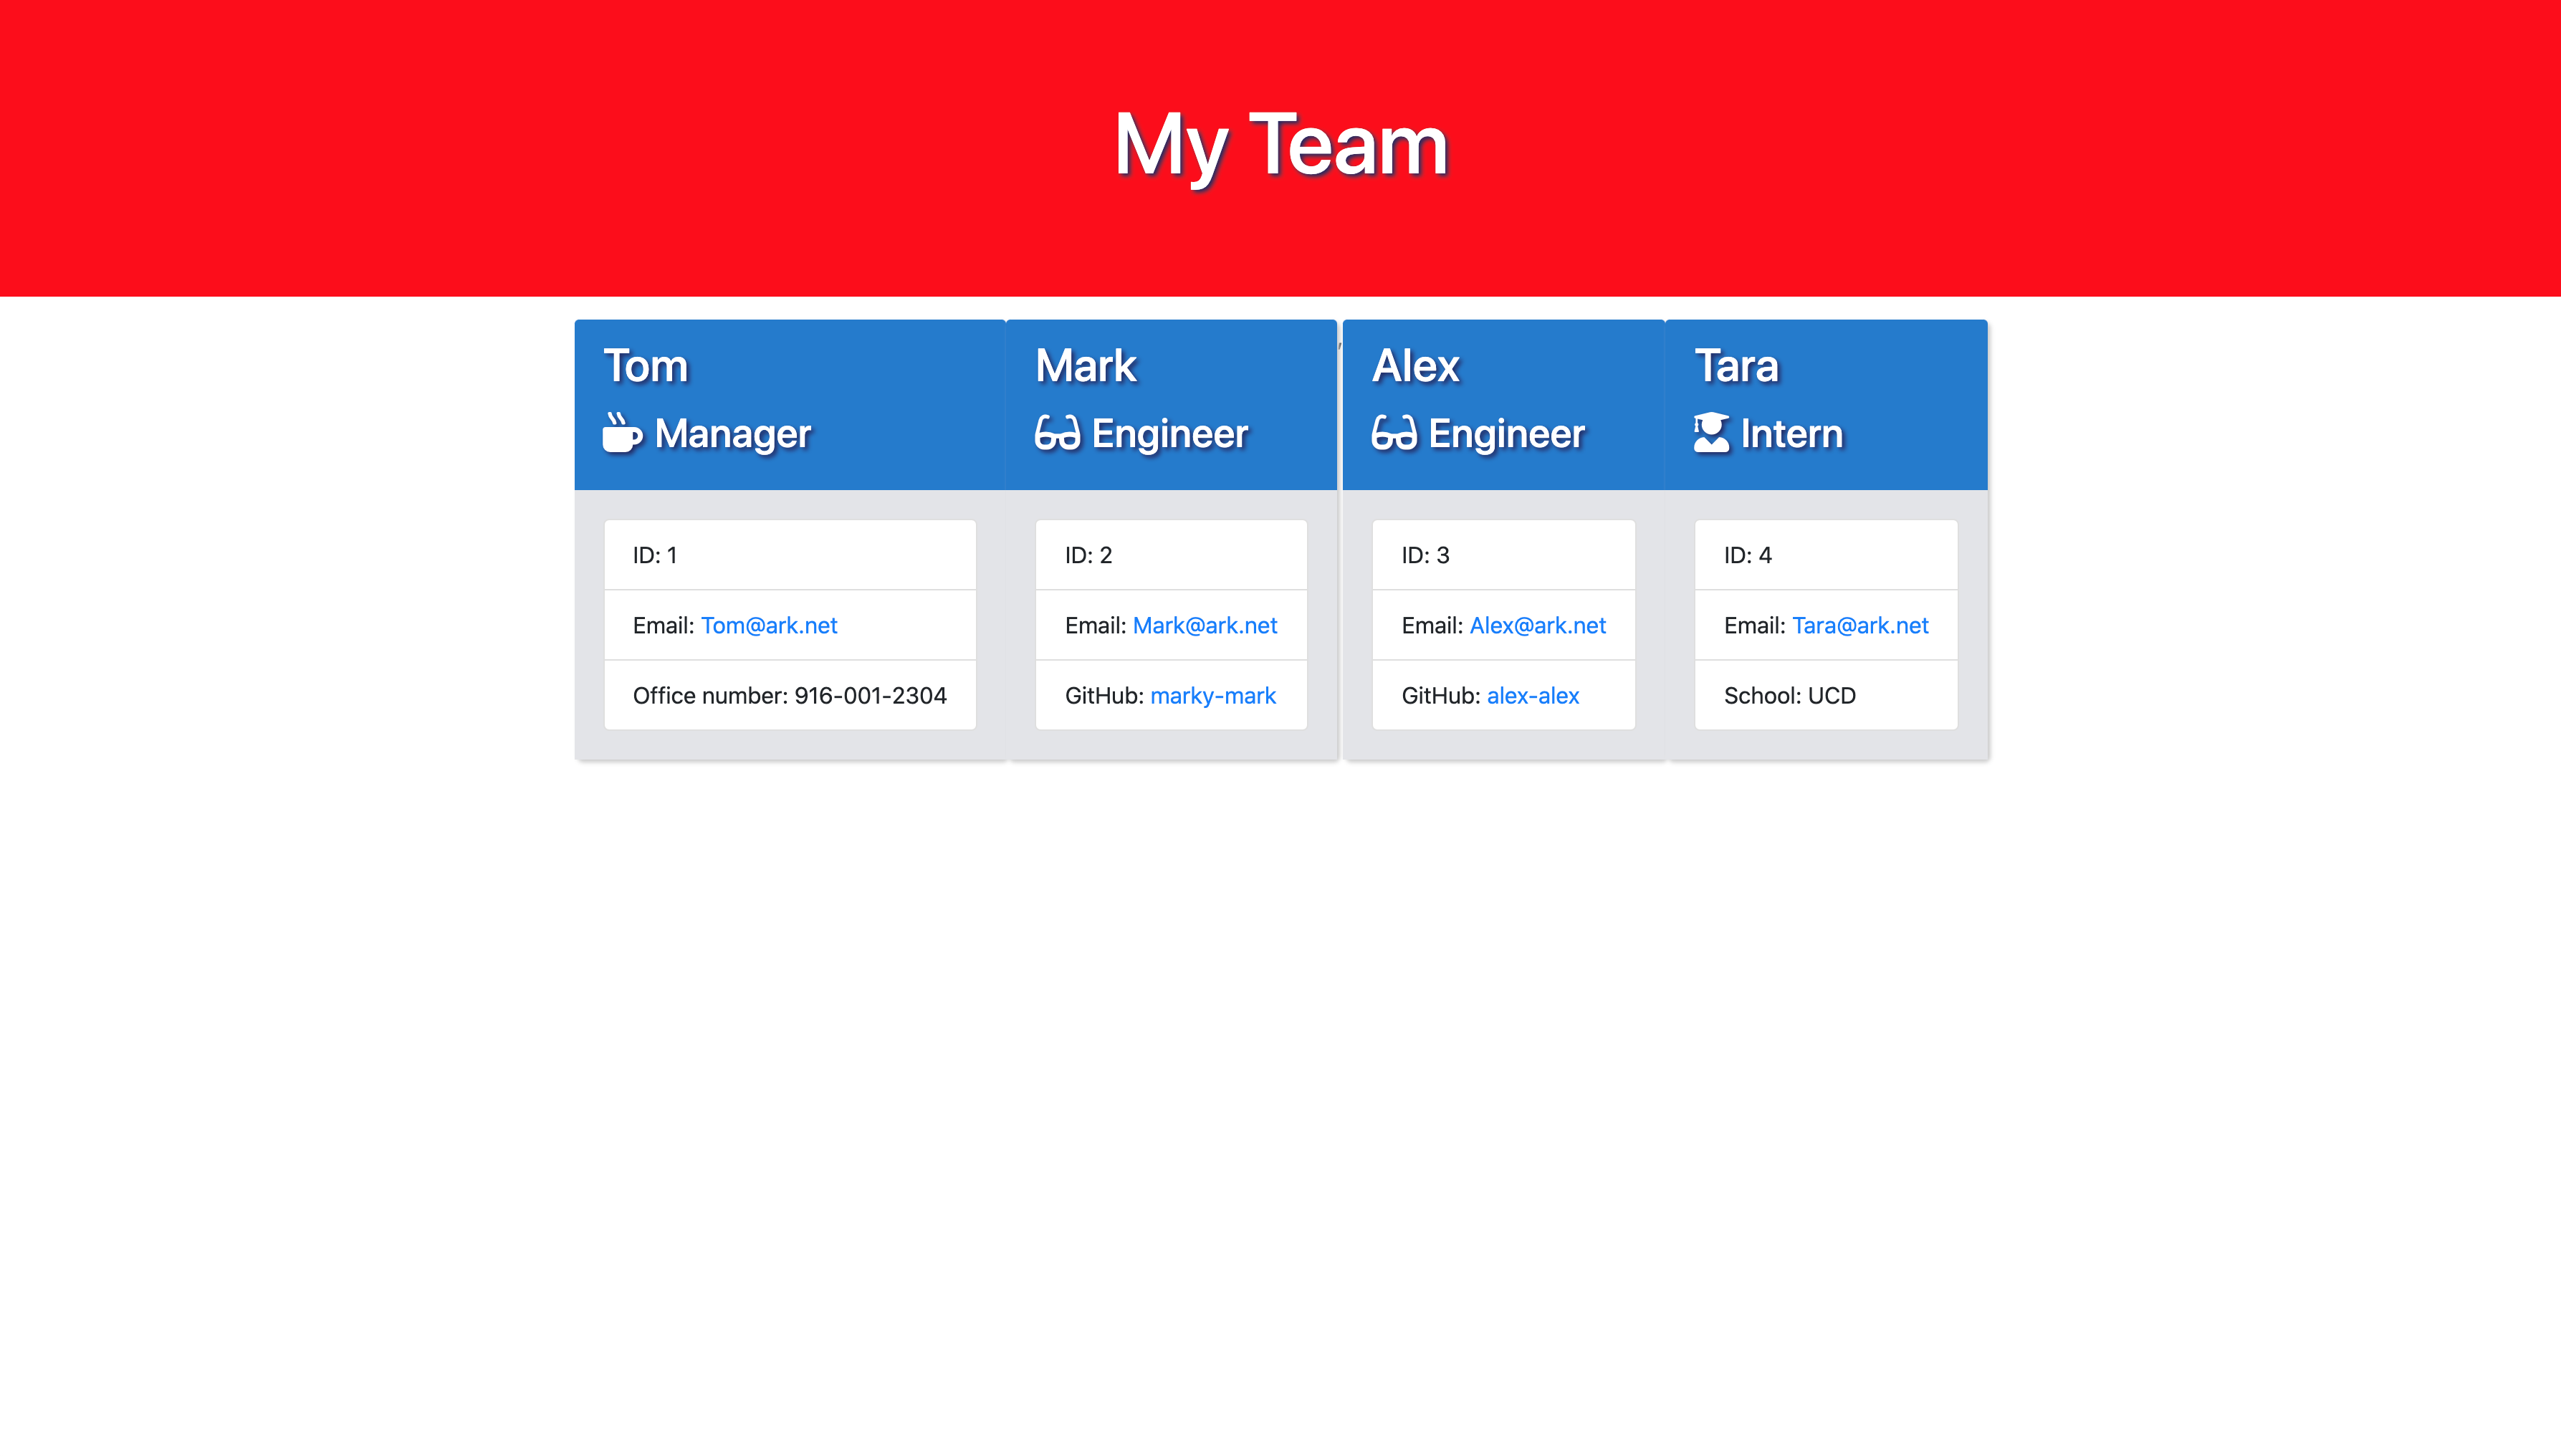 My Team
Tom
Manager
ID: 1
Email: Tom@ark.net
Office number: 916-001-2304
Mark
Engineer
ID: 2
Email: Mark@ark.net
GitHub: marky-mark
,
Alex
Engineer
ID: 3
Email: Alex@ark.net
GitHub: alex-alex
Tara
Intern
ID: 4
Email: Tara@ark.net
School: UCD